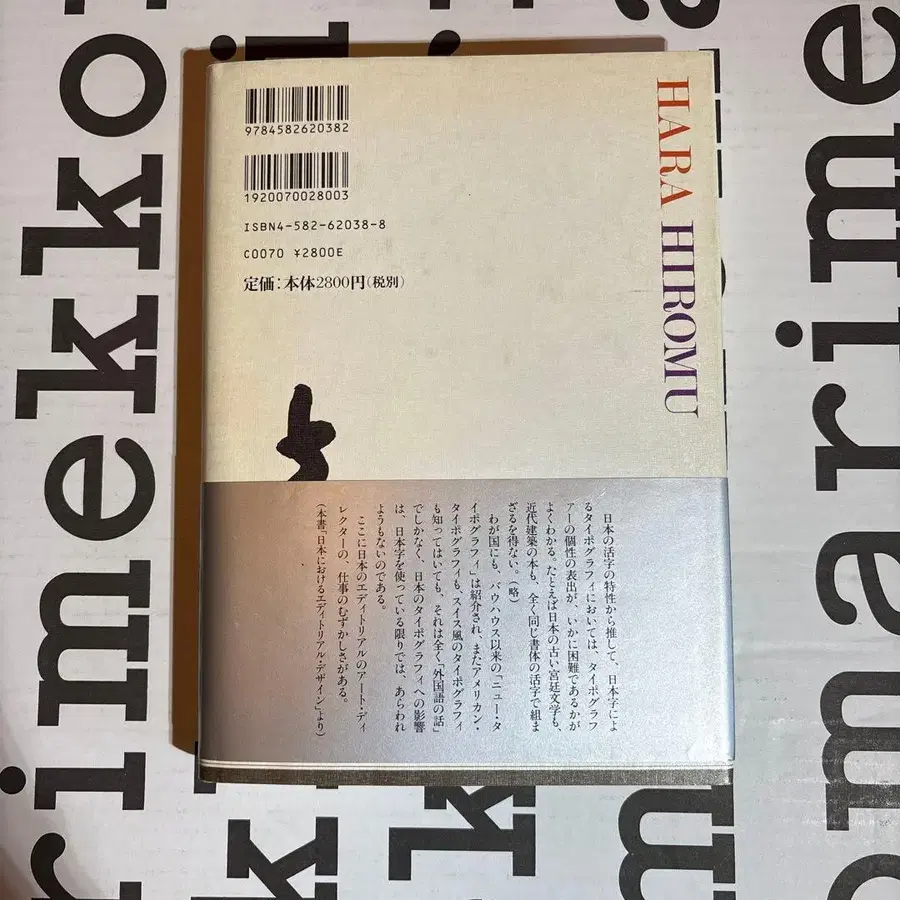 9784582620382
1920070028003
ISBN4-582-62038-8
C0070 ¥2800E
定価：本体2800円（税別）
HARA HIROMU
日本の活字の特性から推して、日本字によ
るタイポグラフィにおいては、タイポグラフ
アーの個性の表出が、いかに困難であるかが
よくわかる。たとえば日本の古い宮廷文学も、
近代建築の本も、全く同じ書体の活字で組ま
ざるを得ない。（略）
わが国にも、バウハウス以来の「ニュー・タ
イポグラフィ」は紹介され、またアメリカン・
タイポグラフィも、スイス風のタイポグラフィ
も知ってはいても、それは全く「外国語の話」
でしかなく、日本のタイポグラフィへの影響
は、日本字を使っている限りでは、あらわれ
ようもないのである。
ここに日本のエディトリアルのアート・ディ
レクターの、仕事のむずかしさがある。
（本書「日本におけるエディトリアル・デザイン」より）
rimekko
omarime